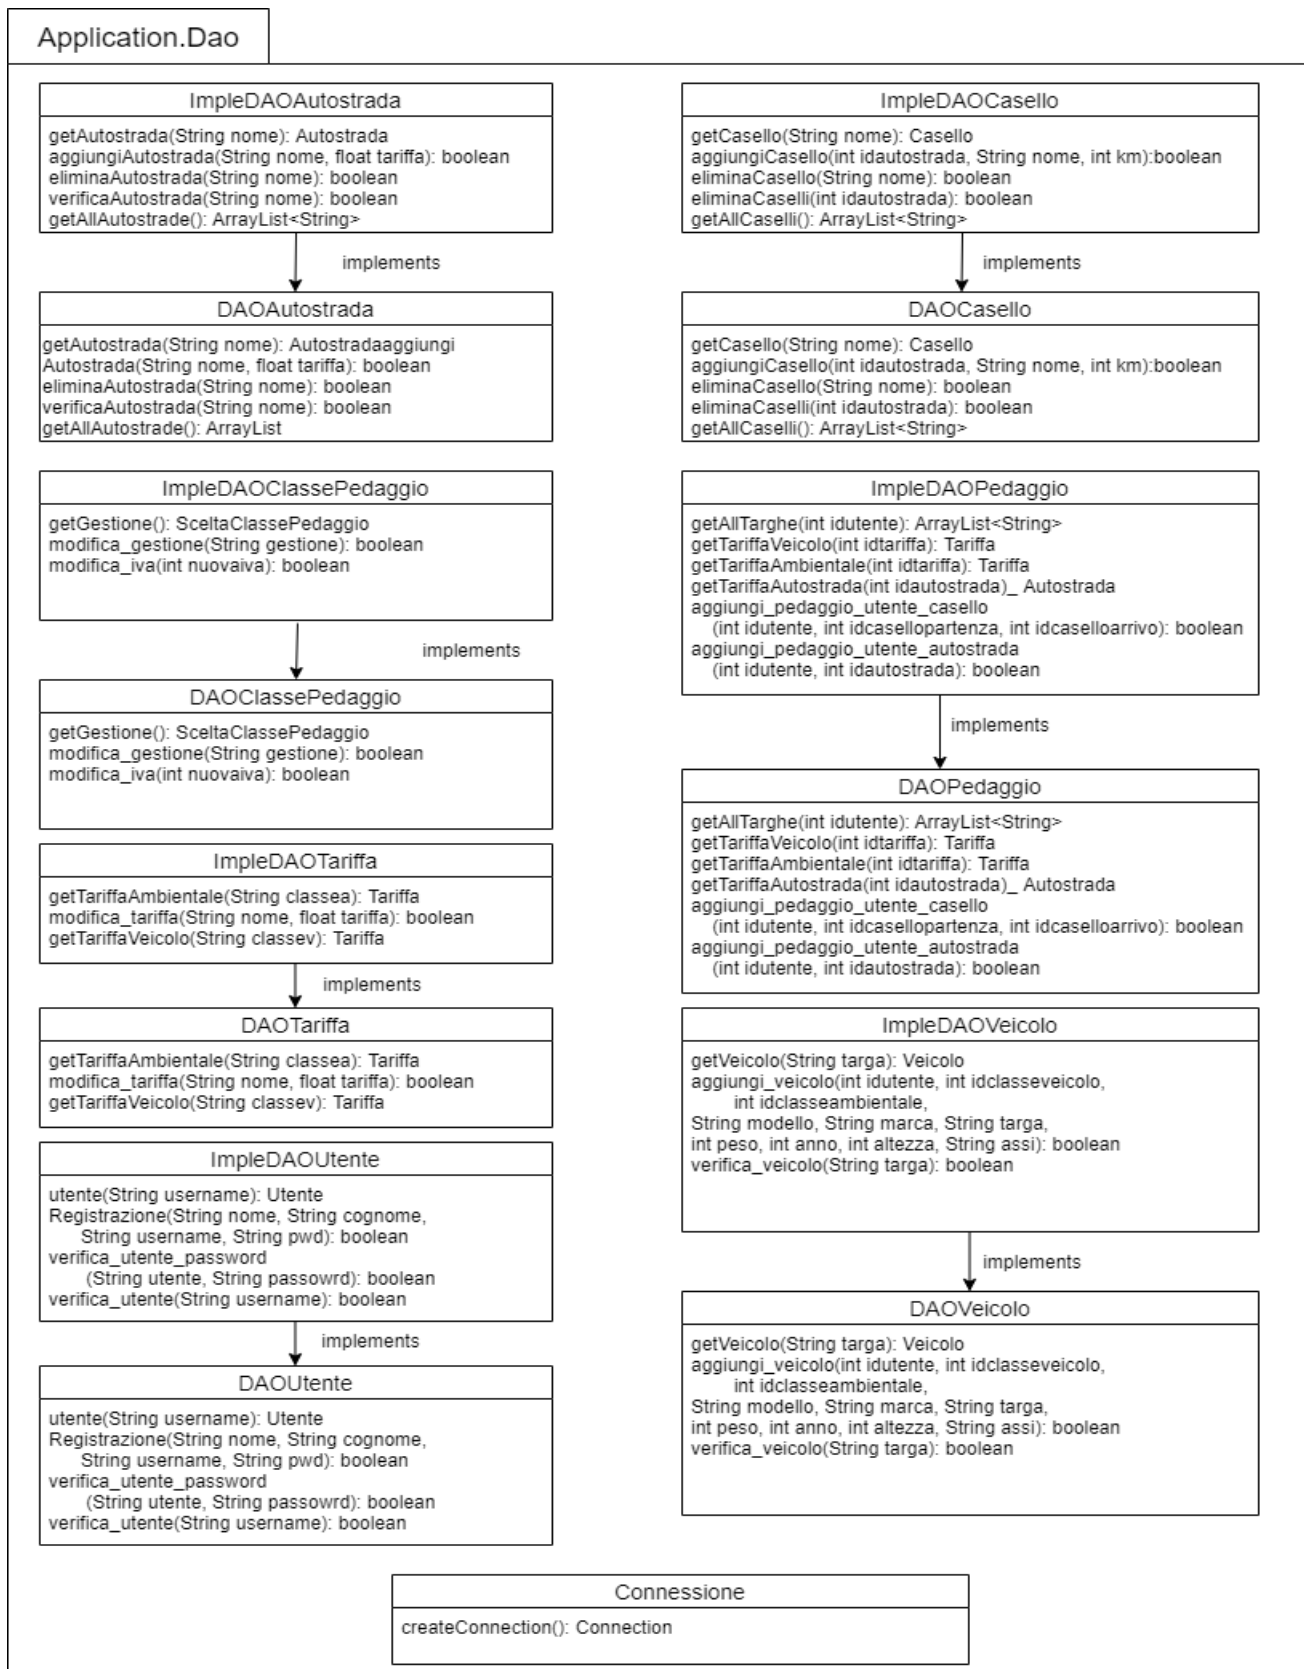 Application.Dao
ImpleDAOAutostrada
getAutostrada(String nome): Autostrada
aggiungiAutostrada(String nome, float tariffa): boolean
eliminaAutostrada(String nome): boolean
verificaAutostrada(String nome): boolean
getAllAutostrade(): ArrayList<String>
implements
DAOAutostrada
getAutostrada(String nome): Autostradaaggiungi
Autostrada(String nome, float tariffa): boolean
eliminaAutostrada(String nome): boolean
verificaAutostrada(String nome): boolean
getAllAutostrade(): ArrayList
ImpleDAOClassePedaggio
getGestione(): SceltaClassePedaggio
modifica_gestione(String gestione): boolean
modifica_iva(int nuovaiva): boolean
implements
DAOClassePedaggio
getGestione(): SceltaClassePedaggio
modifica_gestione(String gestione): boolean
modifica_iva(int nuovaiva): boolean
ImpleDAOTariffa
getTariffaAmbientale(String classea): Tariffa
modifica_tariffa(String nome, float tariffa): boolean
getTariffaVeicolo(String classev): Tariffa
implements
DAOTariffa
getTariffaAmbientale(String classea): Tariffa
modifica_tariffa(String nome, float tariffa): boolean
getTariffaVeicolo(String classev): Tariffa
ImpleDAOUtente
utente(String username): Utente
Registrazione(String nome, String cognome,
String username, String pwd): boolean
verifica_utente_password
(String utente, String passowrd): boolean
verifica_utente(String username): boolean
implements
DAOUtente
utente(String username): Utente
Registrazione(String nome, String cognome,
String username, String pwd): boolean
verifica_utente_password
(String utente, String passowrd): boolean
verifica_utente(String username): boolean
ImpleDAOCasello
getCasello(String nome): Casello
aggiungiCasello(int idautostrada, String nome, int km):boolean
eliminaCasello(String nome): boolean
eliminaCaselli(int idautostrada): boolean
getAllCaselli(): ArrayList<String>
implements
DAOCasello
getCasello(String nome): Casello
aggiungiCasello(int idautostrada, String nome, int km):boolean
eliminaCasello(String nome): boolean
eliminaCaselli(int idautostrada): boolean
getAllCaselli(): ArrayList<String>
ImpleDAOPedaggio
getAllTarghe(int idutente): ArrayList<String>
getTariffaVeicolo(int idtariffa): Tariffa
getTariffaAmbientale(int idtariffa): Tariffa
getTariffaAutostrada(int idautostrada)_ Autostrada
aggiungi_pedaggio_utente_casello
(int idutente, int idcasellopartenza, int idcaselloarrivo): boolean
aggiungi_pedaggio_utente_autostrada
(int idutente, int idautostrada): boolean
implements
DAOPedaggio
getAllTarghe(int idutente): ArrayList<String>
getTariffaVeicolo(int idtariffa): Tariffa
getTariffaAmbientale(int idtariffa): Tariffa
getTariffaAutostrada(int idautostrada)_ Autostrada
aggiungi_pedaggio_utente_casello
(int idutente, int idcasellopartenza, int idcaselloarrivo): boolean
aggiungi_pedaggio_utente_autostrada
(int idutente, int idautostrada): boolean
ImpleDAOVeicolo
getVeicolo(String targa): Veicolo
aggiungi_veicolo(int idutente, int idclasseveicolo,
int idclasseambientale,
String modello, String marca, String targa,
int peso, int anno, int altezza, String assi): boolean
verifica_veicolo(String targa): boolean
implements
DAOVeicolo
getVeicolo(String targa): Veicolo
aggiungi_veicolo(int idutente, int idclasseveicolo,
int idclasseambientale,
String modello, String marca, String targa,
int peso, int anno, int altezza, String assi): boolean
verifica_veicolo(String targa): boolean
Connessione
createConnection(): Connection